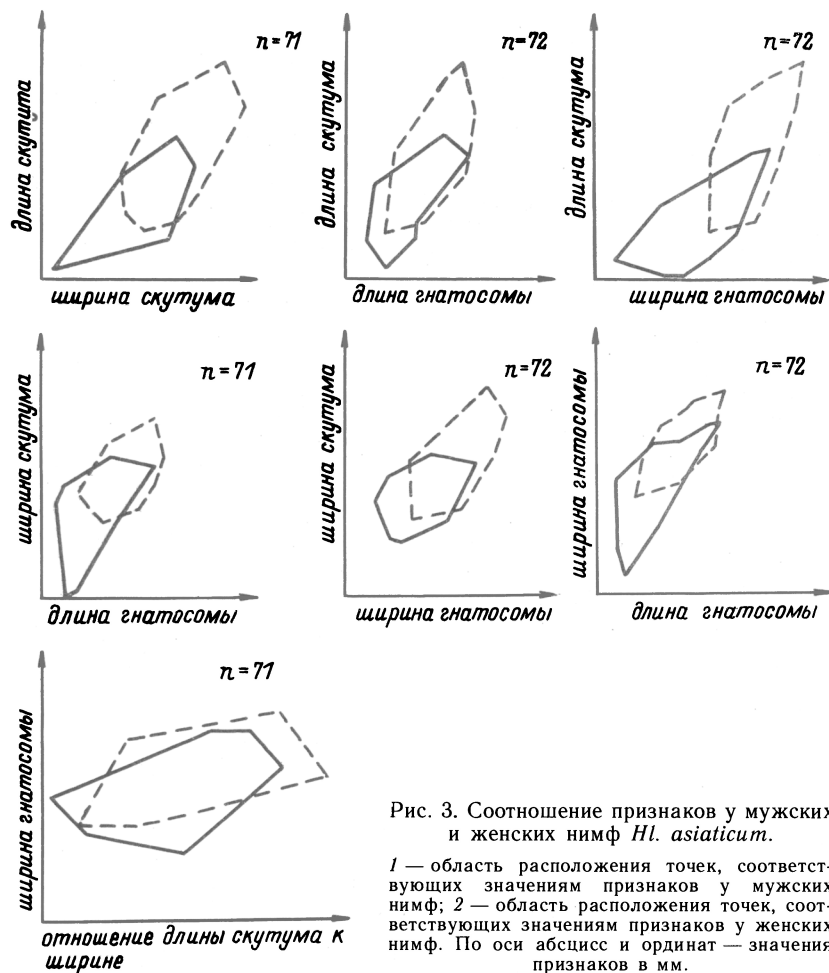 n=71
длина скутита
ширина скутума
n=72
длина скутума
длина гнатосомы
n=72
длина скутума
ширина гнатосомы
n=71
ширина скутума
длина гнатосомы
n=72
ширина скутума
ширина гнатосомы
n=72
ширина гнатосомы
длина гнатосомы
n=71
ширина гнатосомы
отношение длины скутума к
ширине
Рис. 3. Соотношение признаков у мужских
и женских нимф Hl. asiaticum.
1 — область расположения точек, соответст-
вующих значениям признаков у мужских
нимф; 2 — область расположения точек, соот-
ветствующих значениям признаков у женских
нимф. По оси абсцисс и ординат — значения
признаков в мм.